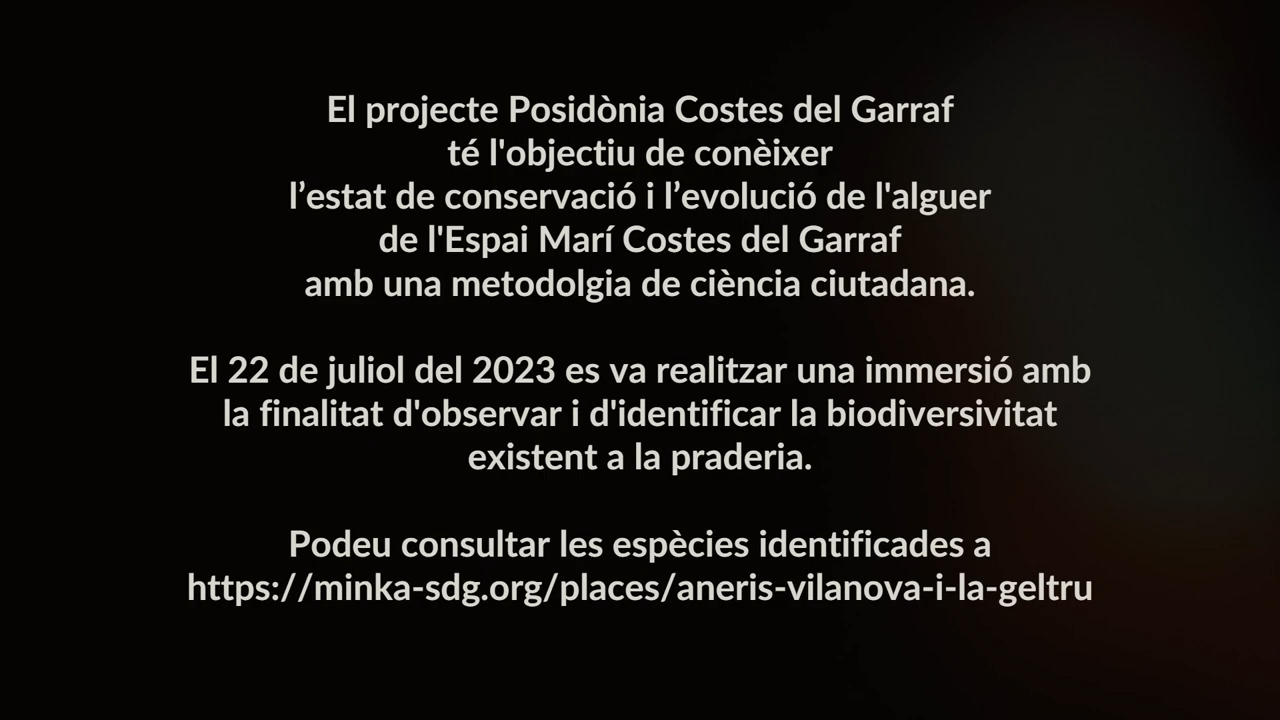 El projecte Posidònia Costes del Garraf
té l'objectiu de conèixer
l’estat de conservació i l’evolució de l'alguer
de l'Espai Marí Costes del Garraf
amb una metodolgia de ciència ciutadana.
El 22 de juliol del 2023 es va realitzar una immersió amb
la finalitat d'observar i d'identificar la biodiversivitat
existent a la praderia.
Podeu consultar les espècies identificades a
https://minka-sdg.org/places/aneris-vilanova-i-la-geltru